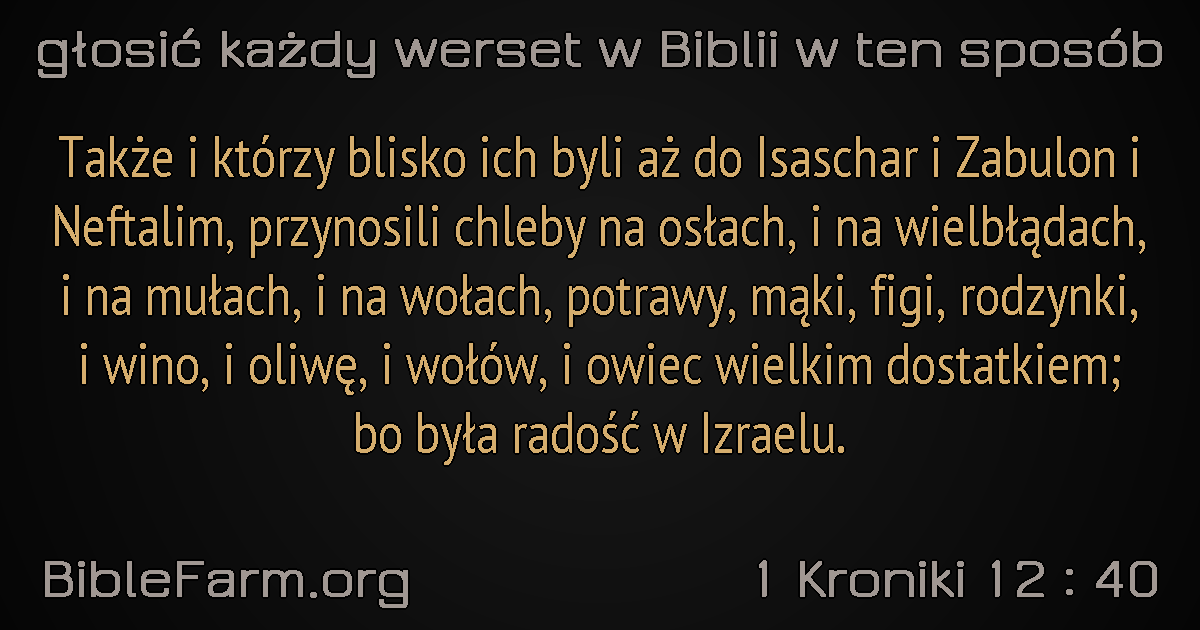 głosić każdy werset w Biblii w ten sposób
Także i którzy blisko ich byli aż do Isaschar i Zabulon i
Neftalim, przynosili chleby na osłach, i na wielbłądach,
i na mułach, i na wołach, potrawy, mąki, figi, rodzynki,
i wino, i oliwę, i wołów, i owiec wielkim dostatkiem;
bo była radość w Izraelu.
BibleFarm.org
1 Kroniki 12 : 40